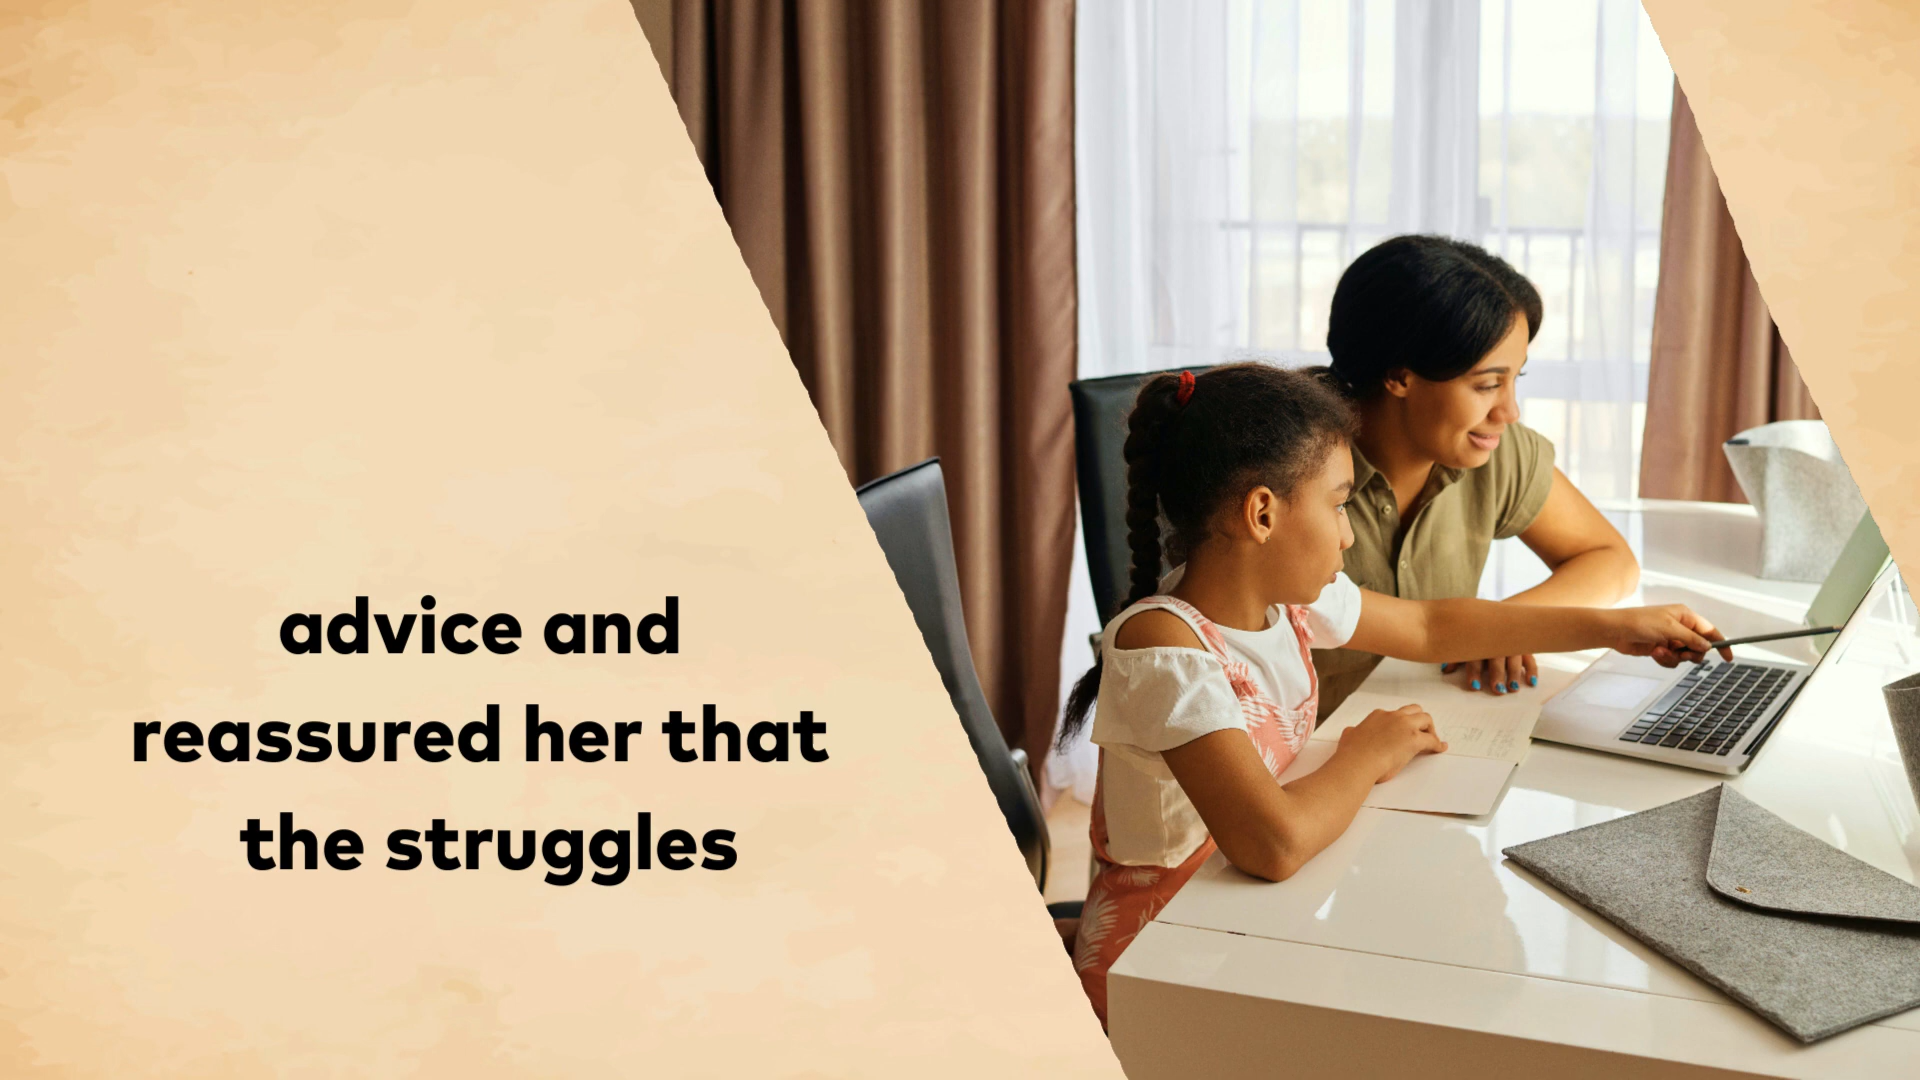 advice and
reassured her that
the struggles